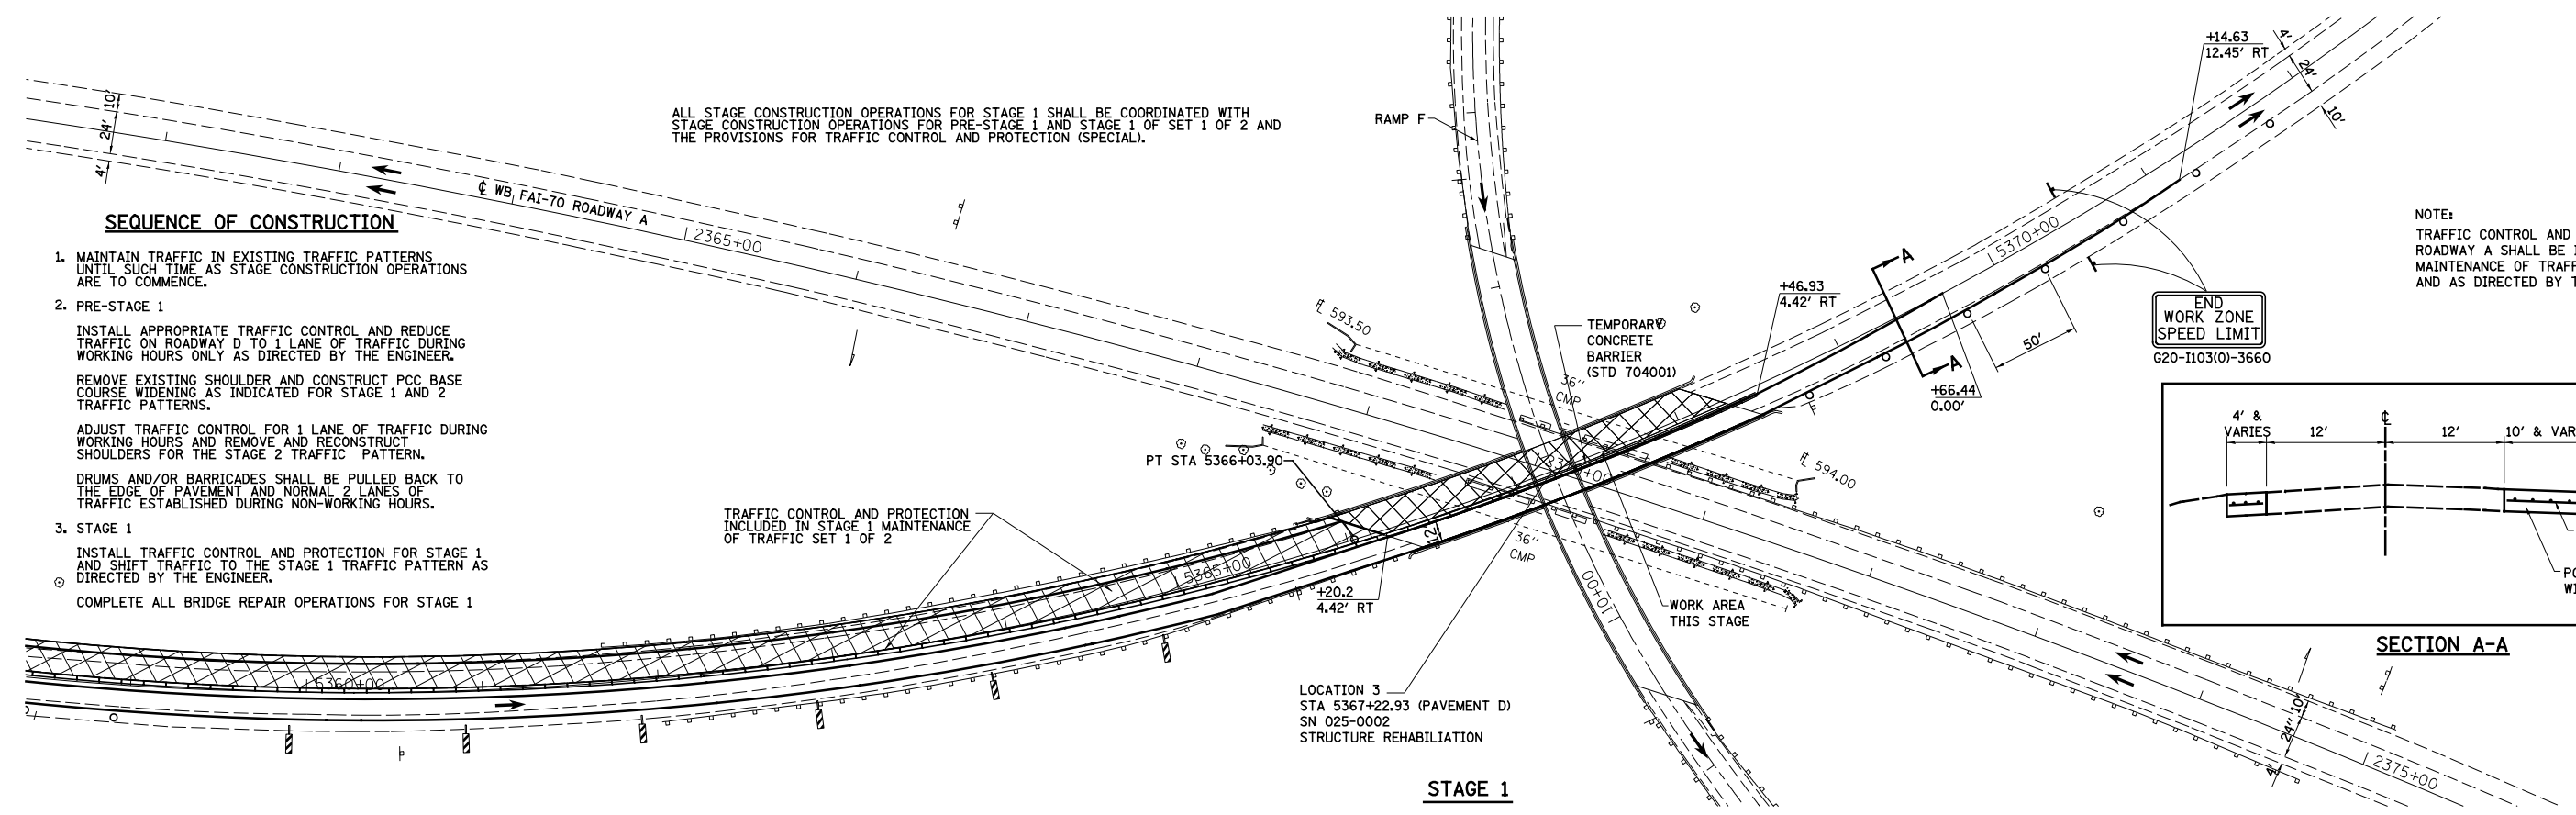 ALL STAGE CONSTRUCTION OPERATIONS FOR STAGE 1 SHALL BE COORDINATED WITH
STAGE CONSTRUCTION OPERATIONS FOR PRE-STAGE 1 AND STAGE 1 OF SET 1 OF 2 AND
THE PROVISIONS FOR TRAFFIC CONTROL AND PROTECTION (SPECIAL).
10'
24'
4'
℄ WB FAI-70 ROADWAY A
2365+00
SEQUENCE OF CONSTRUCTION
1. MAINTAIN TRAFFIC IN EXISTING TRAFFIC PATTERNS
UNTIL SUCH TIME AS STAGE CONSTRUCTION OPERATIONS
ARE TO COMMENCE.
2. PRE-STAGE 1
INSTALL APPROPRIATE TRAFFIC CONTROL AND REDUCE
TRAFFIC ON ROADWAY D TO 1 LANE OF TRAFFIC DURING
WORKING HOURS ONLY AS DIRECTED BY THE ENGINEER.
REMOVE EXISTING SHOULDER AND CONSTRUCT PCC BASE
COURSE WIDENING AS INDICATED FOR STAGE 1 AND 2
TRAFFIC PATTERNS.
ADJUST TRAFFIC CONTROL FOR 1 LANE OF TRAFFIC DURING
WORKING HOURS AND REMOVE AND RECONSTRUCT
SHOULDERS FOR THE STAGE 2 TRAFFIC PATTERN.
DRUMS AND/OR BARRICADES SHALL BE PULLED BACK TO
THE EDGE OF PAVEMENT AND NORMAL 2 LANES OF
TRAFFIC ESTABLISHED DURING NON-WORKING HOURS.
3. STAGE 1
INSTALL TRAFFIC CONTROL AND PROTECTION FOR STAGE 1
AND SHIFT TRAFFIC TO THE STAGE 1 TRAFFIC PATTERN AS
DIRECTED BY THE ENGINEER.
COMPLETE ALL BRIDGE REPAIR OPERATIONS FOR STAGE 1
5360+00
TRAFFIC CONTROL AND PROTECTION
INCLUDED IN STAGE 1 MAINTENANCE
OF TRAFFIC SET 1 OF 2
5365+00
PT STA 5366+03.90
+20.2
4.42' RT
12'
RAMP F
593.50
36"
CMP
TEMPORARY
CONCRETE
BARRIER
(STD 704001)
+46.93
4.42' RT
594.00
36"
CMP
10+00
WORK AREA
THIS STAGE
LOCATION 3
STA 5367+22.93 (PAVEMENT D)
SN 025-0002
STRUCTURE REHABILIATION
STAGE 1
+14.63
12.45' RT
4'
24'
10'
5370+00
A
A
+66.44
0.00'
50'
END
WORK ZONE
SPEED LIMIT
G20-I103(0)-3660
NOTE:
TRAFFIC CONTROL AND
ROADWAY A SHALL BE
MAINTENANCE OF
AND AS DIRECTED BY
4' &
VARIES
12'
℄
12'
10' & VAR
SECTION A-A
10'
24'
4'
2375+00